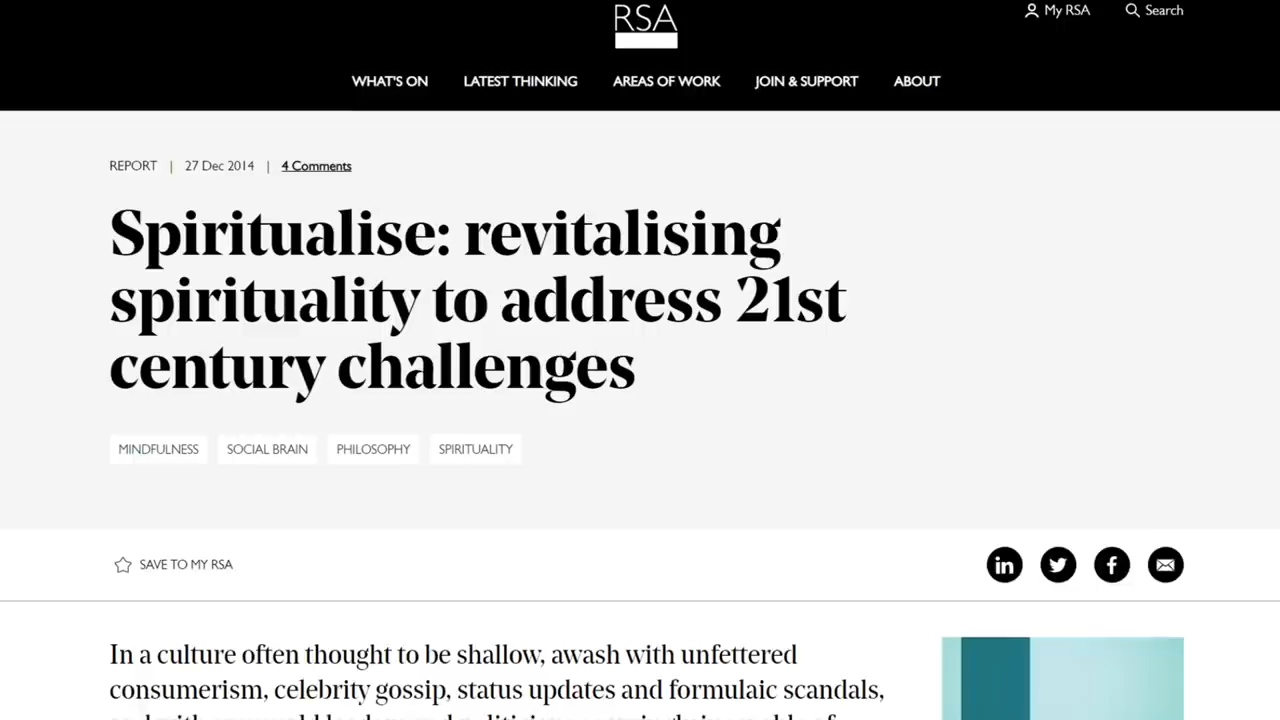 RSA
My RSA
Search
WHAT'S ON
LATEST THINKING
AREAS OF WORK
JOIN & SUPPORT
ABOUT
REPORT | 27 Dec 2014 | 4 Comments
Spiritualise: revitalising
spirituality to address 21st
century challenges
MINDFULNESS
SOCIAL BRAIN
PHILOSOPHY
SPIRITUALITY
SAVE TO MY RSA
In a culture often thought to be shallow, awash with unfettered
consumerism, celebrity gossip, status updates and formulaic scandals,